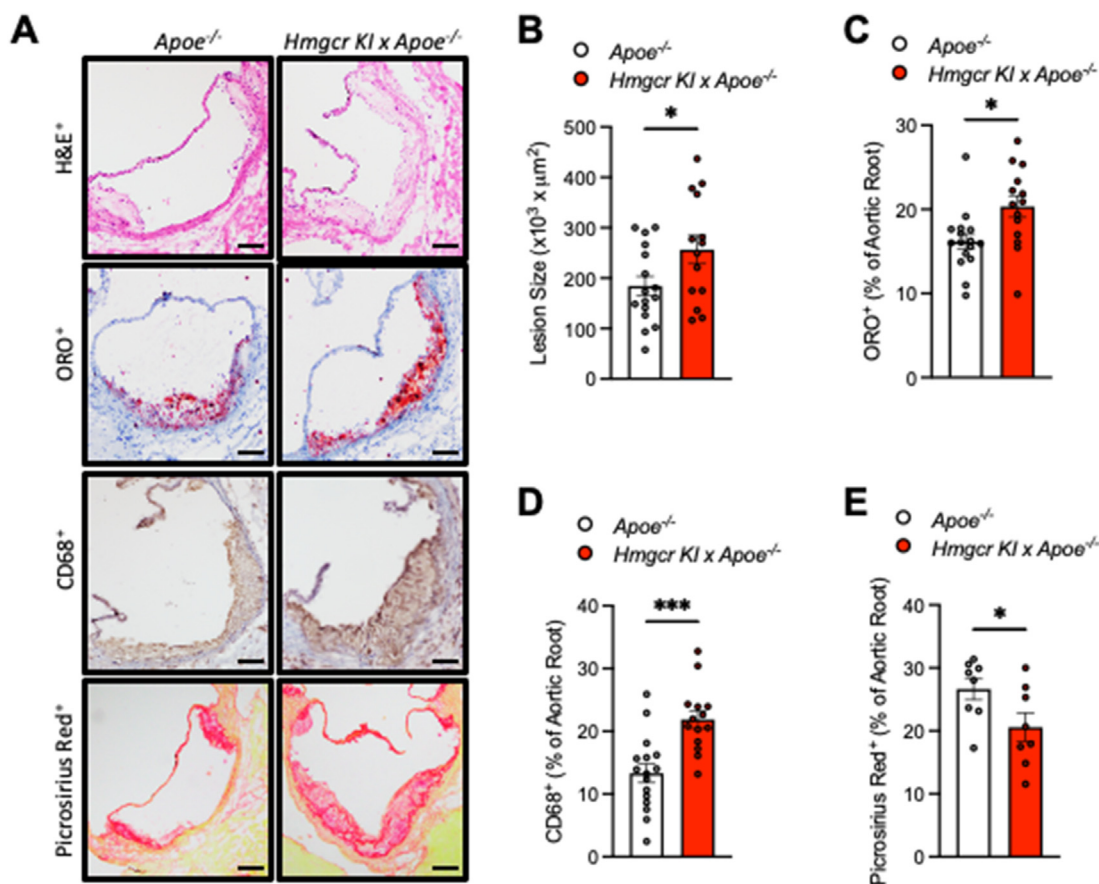 A
Apoe⁻/⁻
Hmgcr KI x Apoe⁻/⁻
H&E⁺
ORO⁺
CD68⁺
Picrosirius Red⁺
B
Apoe⁻/⁻
Hmgcr KI x Apoe⁻/⁻
*
Lesion Size (x10³ x μm²)
500
400
300
200
100
0
C
Apoe⁻/⁻
Hmgcr KI x Apoe⁻/⁻
*
ORO⁺ (% of Aortic Root)
30
20
10
0
D
Apoe⁻/⁻
Hmgcr KI x Apoe⁻/⁻
***
CD68⁺ (% of Aortic Root)
40
30
20
10
0
E
Apoe⁻/⁻
Hmgcr KI x Apoe⁻/⁻
*
Picrosirius Red⁺ (% of Aortic Root)
40
30
20
10
0